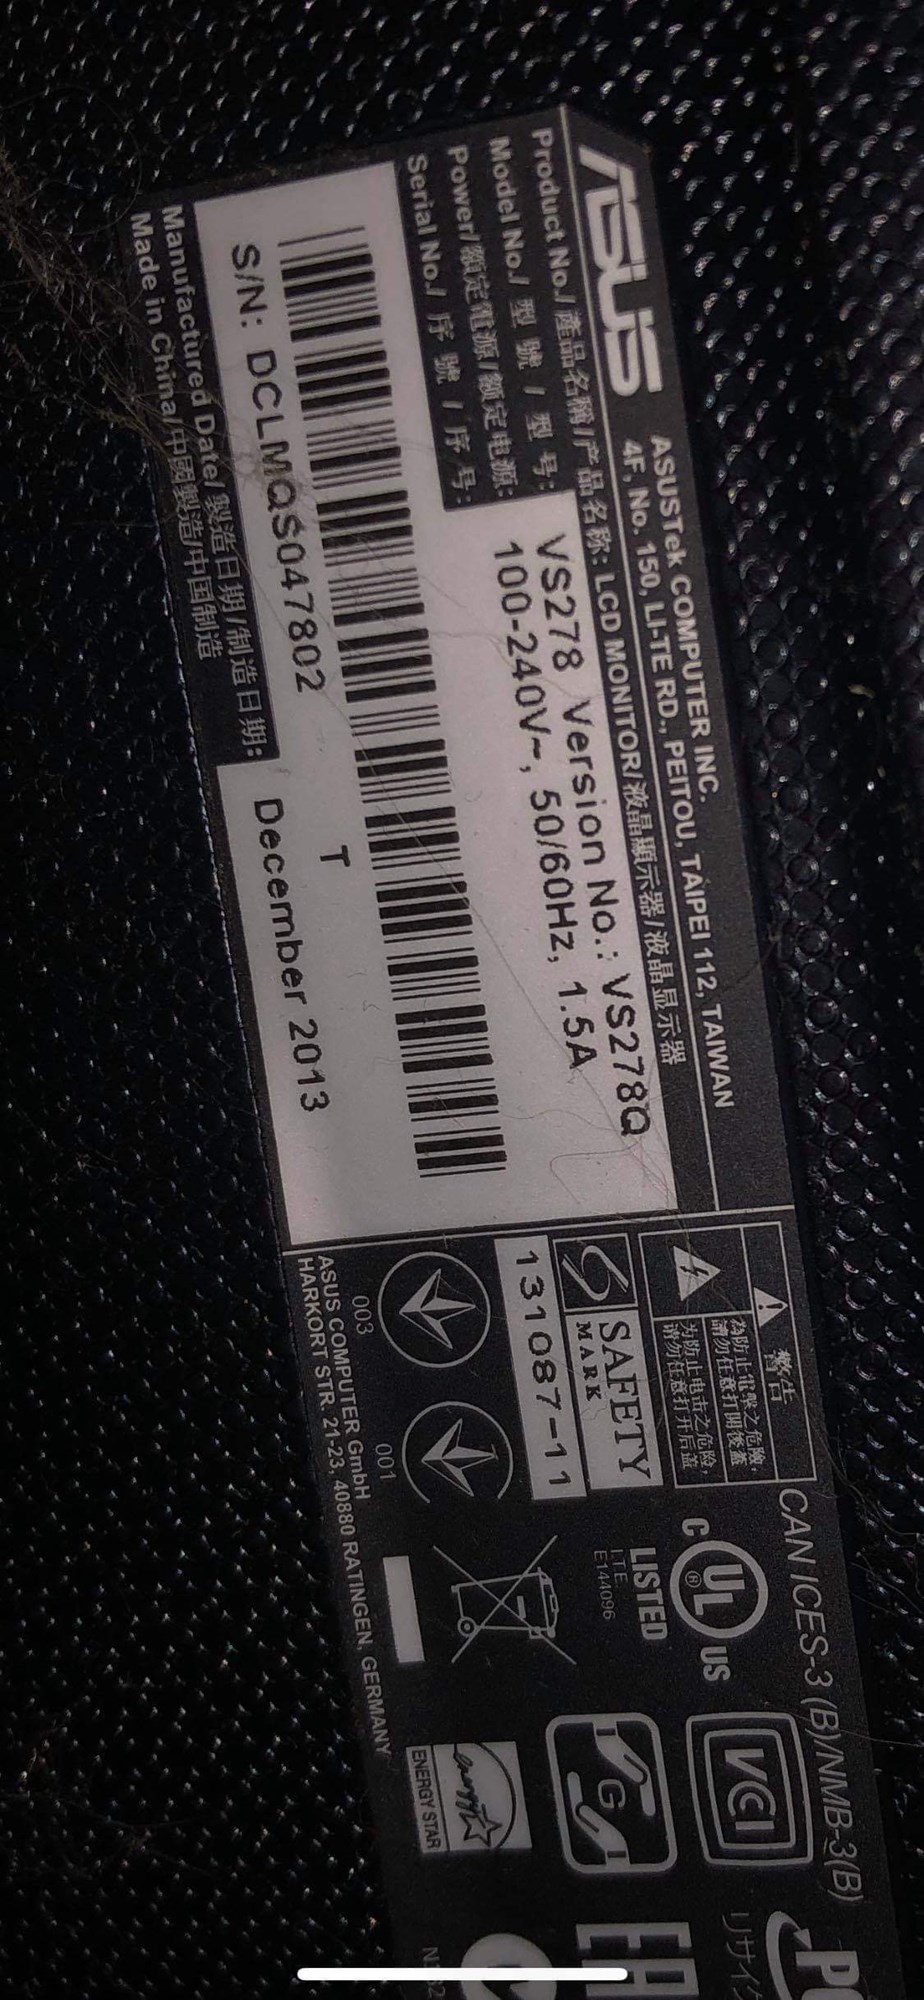 ASUS
ASUSTek COMPUTER INC.
4F, No. 150, LI-TE RD., PEITOU, TAIPEI 112, TAIWAN
Product No./產品名稱/产品名称: LCD MONITOR/液晶顯示器/液晶显示器
Model No./ 型 號 / 型 号: VS278 Version No.: VS278Q
Power/額定電源/额定电源: 100-240V~, 50/60Hz, 1.5A
Serial No./ 序 號 / 序 号:
T
S/N: DCLMQS047802
Manufactured Date/ 製造日期/制造日期: December 2013
Made in China/中國製造/中国制造
警告
為防止電擊之危險,
請勿任意打開後蓋
为防止电击之危险,
请勿任意打开后盖
SAFETY
MARK
131087-11
003
001
ASUS COMPUTER GmbH
HARKORT STR. 21-23, 40880 RATINGEN GERMANY
CAN ICES-3 (B)/NMB-3(B)
C UL US
®
LISTED
I.T.E.
E144096
VCI
G
energy
ENERGY STAR
リサイ